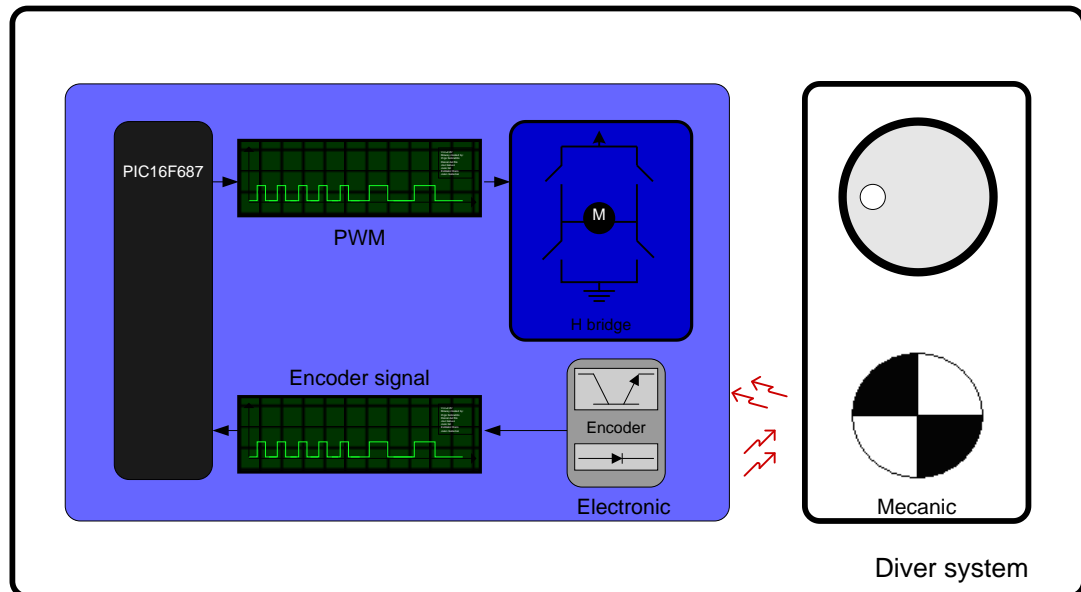 PIC16F687
PWM
M
H bridge
Encoder signal
Encoder
Electronic
Mecanic
Diver system